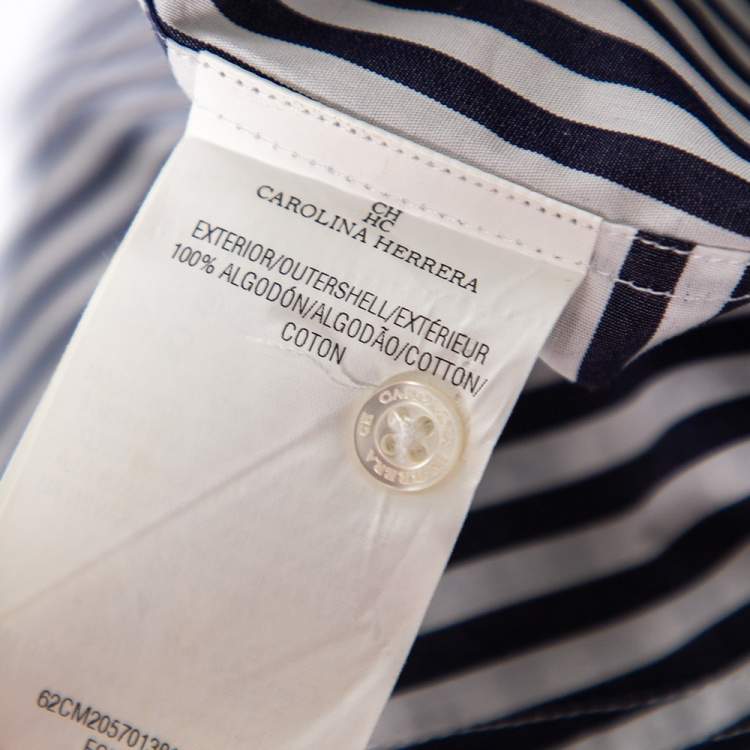 CH
HC
CAROLINA HERRERA
EXTERIOR/OUTERSHELL/EXTÉRIEUR
100% ALGODÓN/ALGODÃO/COTTON/
COTON